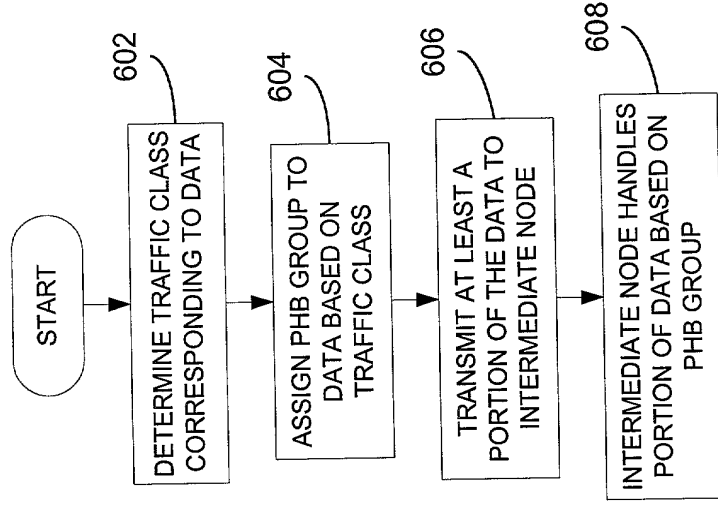 START
602
DETERMINE TRAFFIC CLASS
CORRESPONDING TO DATA
604
ASSIGN PHB GROUP TO
DATA BASED ON
TRAFFIC CLASS
606
TRANSMIT AT LEAST A
PORTION OF THE DATA TO
INTERMEDIATE NODE
608
INTERMEDIATE NODE HANDLES
PORTION OF DATA BASED ON
PHB GROUP